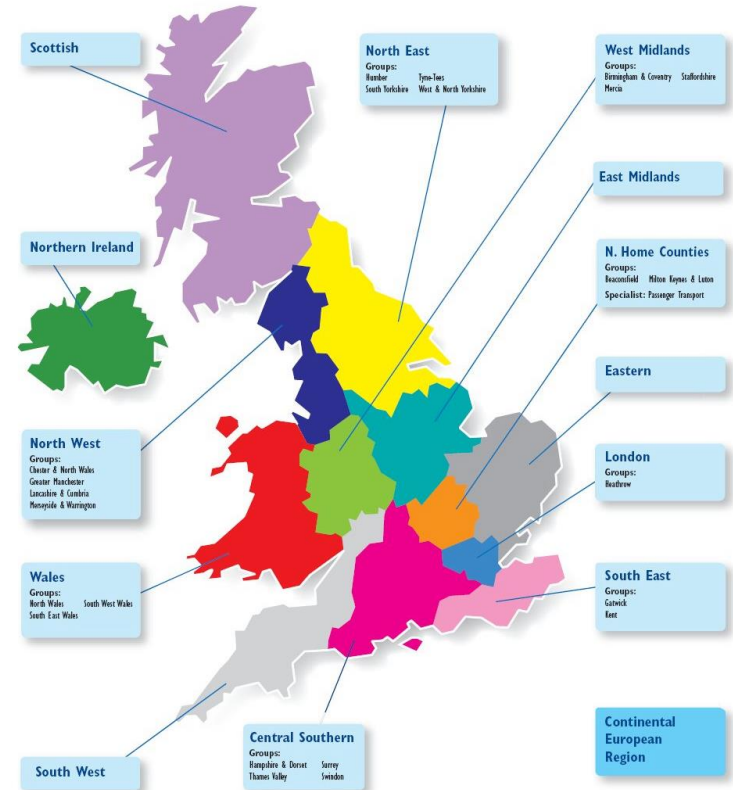 Scottish
North East
Groups:
Humber Tyne-Tees
South Yorkshire West & North Yorkshire
West Midlands
Groups:
Birmingham & Coventry Staffordshire
Mercia
East Midlands
Northern Ireland
N. Home Counties
Groups:
Beaconsfield Milton Keynes & Luton
Specialist: Passenger Transport
Eastern
North West
Groups:
Chester & North Wales
Greater Manchester
Lancashire & Cumbria
Merseyside & Warrington
London
Groups:
Heathrow
Wales
Groups:
North Wales South West Wales
South East Wales
South East
Groups:
Gatwick
Kent
Central Southern
Groups:
Hampshire & Dorset Surrey
Thames Valley Swindon
South West
Continental
European
Region